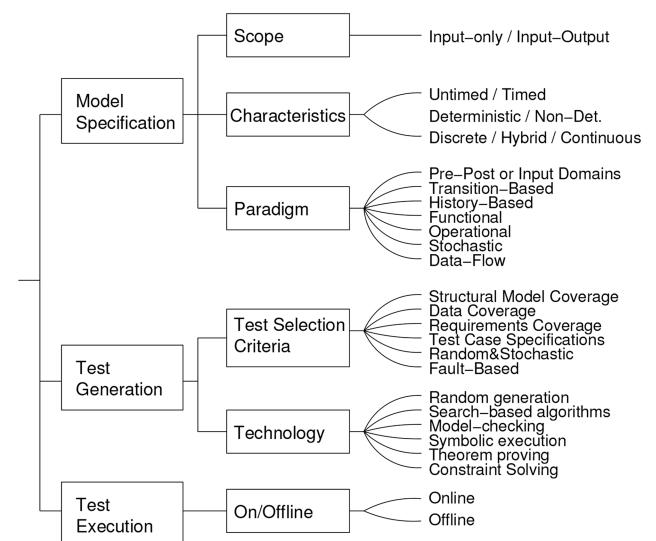 Scope
Input−only / Input−Output
Model
Specification
Characteristics
Untimed / Timed
Deterministic / Non−Det.
Discrete / Hybrid / Continuous
Paradigm
Pre−Post or Input Domains
Transition−Based
History−Based
Functional
Operational
Stochastic
Data−Flow
Test
Generation
Test Selection
Criteria
Structural Model Coverage
Data Coverage
Requirements Coverage
Test Case Specifications
Random&Stochastic
Fault−Based
Technology
Random generation
Search−based algorithms
Model−checking
Symbolic execution
Theorem proving
Constraint Solving
Test
Execution
On/Offline
Online
Offline